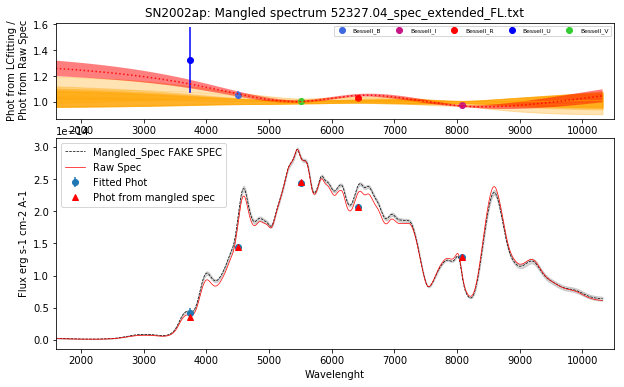 SN2002ap: Mangled spectrum 52327.04_spec_extended_FL.txt
Phot from LCfitting /
Phot from Raw Spec
1.6
1.4
1.2
1.0
Bessell_B
Bessell_I
Bessell_R
Bessell_U
Bessell_V
2000 3000 4000 5000 6000 7000 8000 9000 10000
1e−14
Flux erg s-1 cm-2 A-1
3.0
2.5
2.0
1.5
1.0
0.5
0.0
Mangled_Spec FAKE SPEC
Raw Spec
Fitted Phot
Phot from mangled spec
2000 3000 4000 5000 6000 7000 8000 9000 10000
Wavelenght